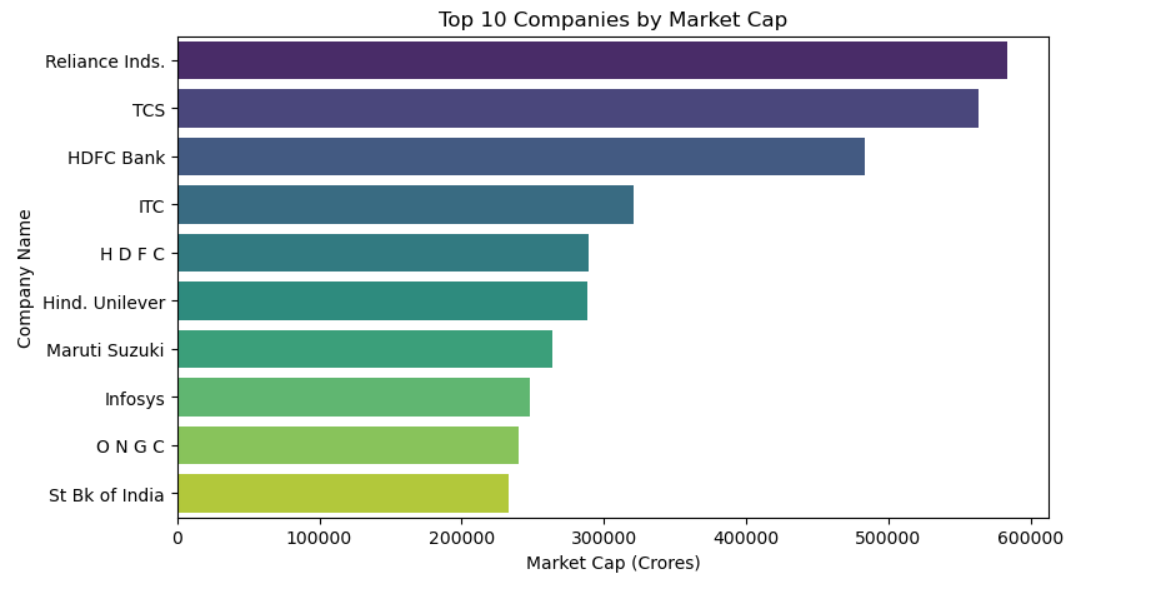 Top 10 Companies by Market Cap
Company Name
Reliance Inds.
TCS
HDFC Bank
ITC
H D F C
Hind. Unilever
Maruti Suzuki
Infosys
O N G C
St Bk of India
0 100000 200000 300000 400000 500000 600000
Market Cap (Crores)